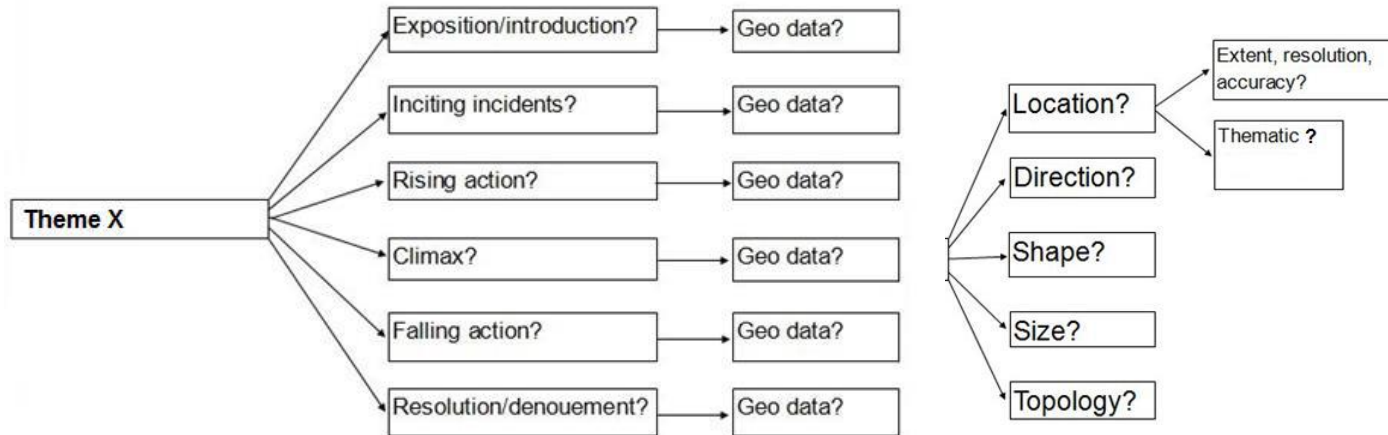 Theme X
Exposition/introduction?
Geo data?
Inciting incidents?
Geo data?
Rising action?
Geo data?
Climax?
Geo data?
Falling action?
Geo data?
Resolution/denouement?
Geo data?
Location?
Extent, resolution,
accuracy?
Thematic ?
Direction?
Shape?
Size?
Topology?